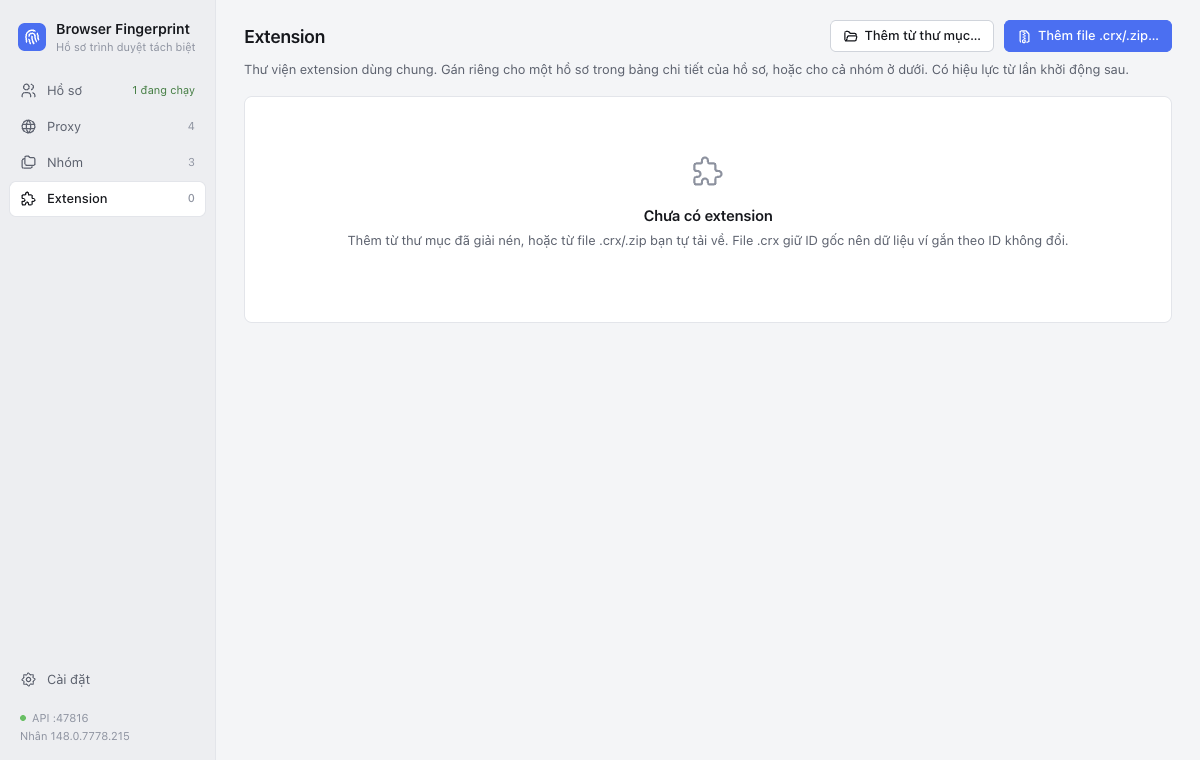 Browser Fingerprint
Hồ sơ trình duyệt tách biệt
Hồ sơ
1 đang chạy
Proxy
4
Nhóm
3
Extension
0
Cài đặt
API :47816
Nhân 148.0.7778.215
Extension
Thêm từ thư mục...
Thêm file .crx/.zip...
Thư viện extension dùng chung. Gán riêng cho một hồ sơ trong bảng chi tiết của hồ sơ, hoặc cho cả nhóm ở dưới. Có hiệu lực từ lần khởi động sau.
Chưa có extension
Thêm từ thư mục đã giải nén, hoặc từ file .crx/.zip bạn tự tải về. File .crx giữ ID gốc nên dữ liệu ví gắn theo ID không đổi.